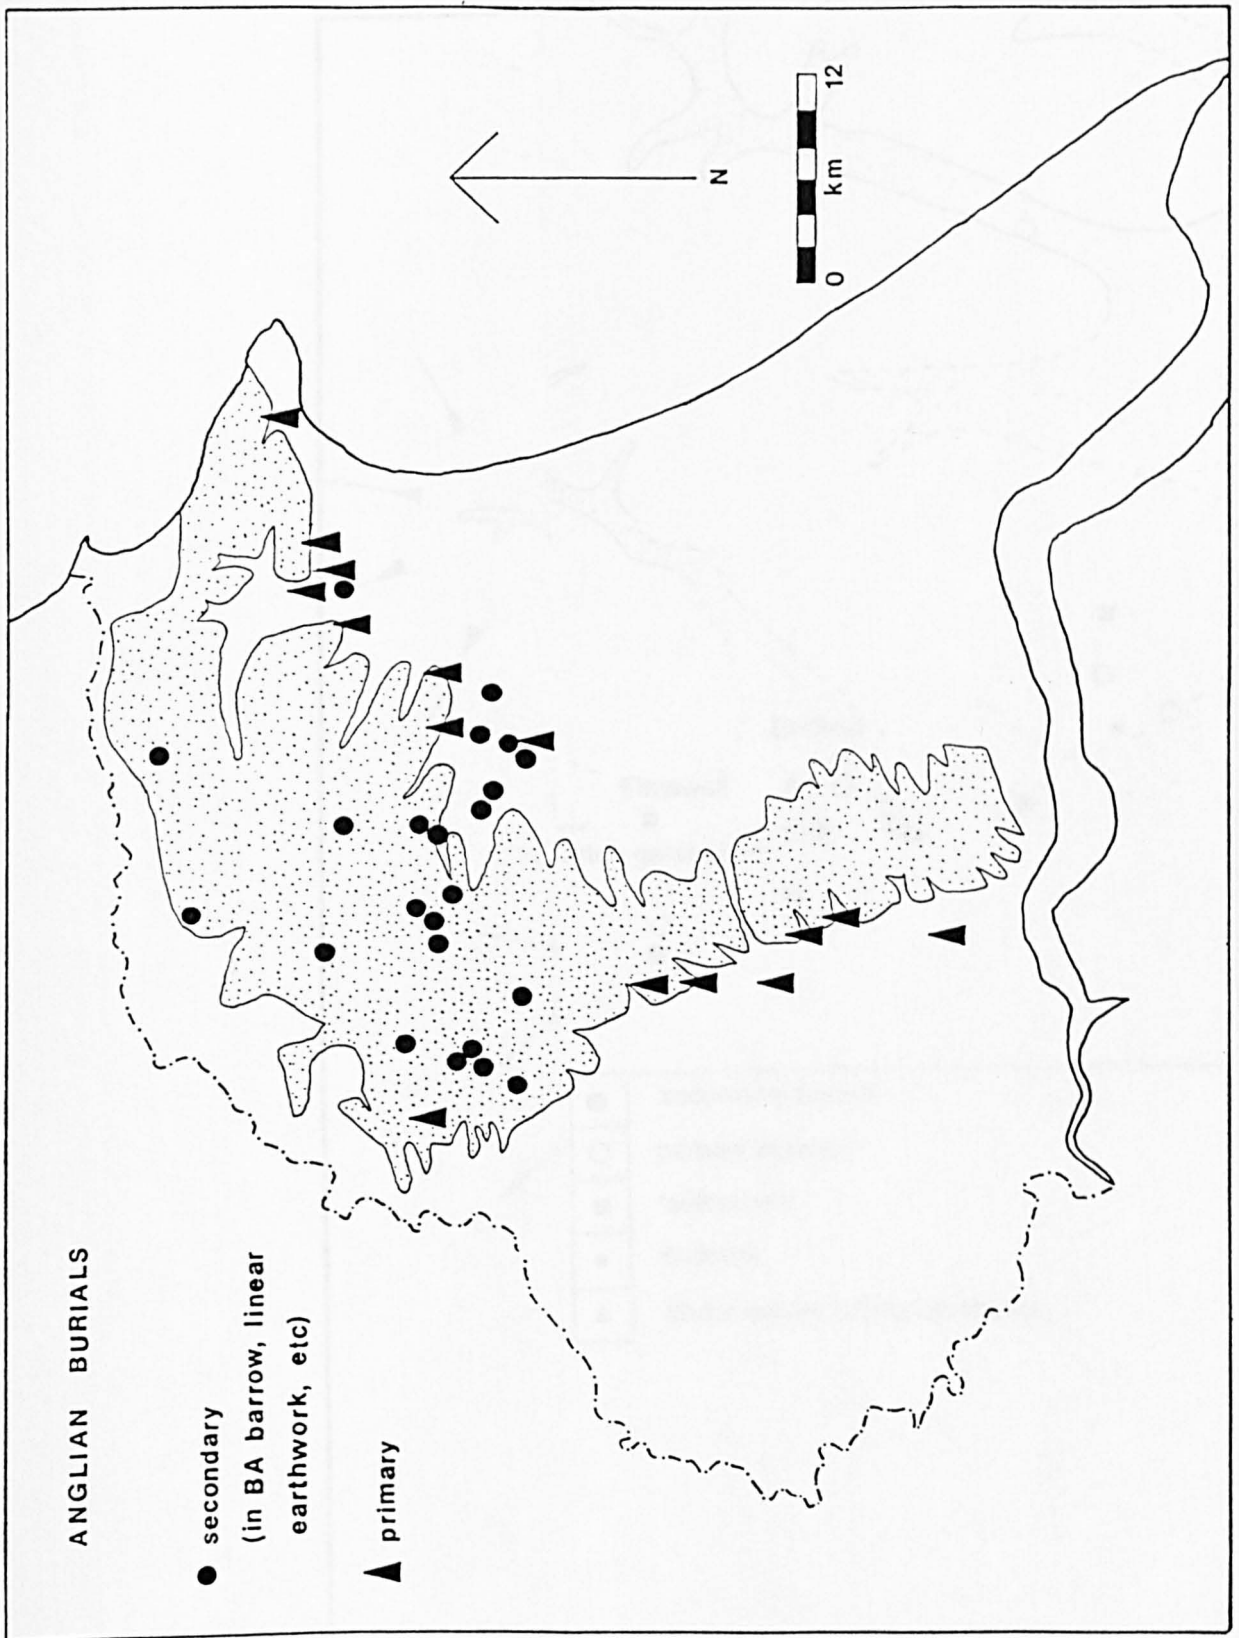 ANGLIAN BURIALS
secondary
(in BA barrow, linear
earthwork, etc)
primary
N
0 km 12